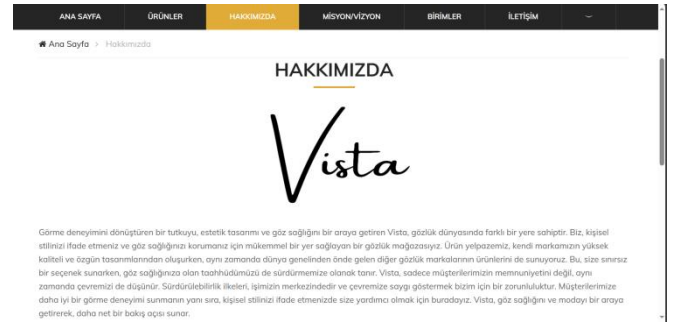 ANA SAYFA ÜRÜNLER HAKKIMIZDA MİSYON/VİZYON BİRİMLER İLETİŞİM
Ana Sayfa > Hakkımızda
HAKKIMIZDA
Vista
Görme deneyimini dönüştüren bir tutkuyu, estetik tasarımı ve göz sağlığını bir araya getiren Vista, gözlük dünyasında farklı bir yere sahiptir. Biz, kişisel
stilinizi ifade etmeniz ve göz sağlığınızı korumanız için mükemmel bir yer sağlayan bir gözlük mağazasıyız. Ürün yelpazemiz, kendi markamızın yüksek
kaliteli ve özgün tasarımlarından oluşurken, aynı zamanda dünya genelinden önde gelen diğer gözlük markalarının ürünlerini de sunuyoruz. Bu, size sınırsız
bir seçenek sunarken, göz sağlığınıza olan taahhüdümüzü de sürdürmemize olanak tanır. Vista, sadece müşterilerimizin memnuniyetini değil, aynı
zamanda çevremizi de düşünür. Sürdürülebilirlik ilkeleri, işimizin merkezindedir ve çevremize saygı göstermek bizim için bir zorunluluktur. Müşterilerimize
daha iyi bir görme deneyimi sunmanın yanı sıra, kişisel stilinizi ifade etmenizde size yardımcı olmak için buradayız. Vista, göz sağlığını ve modayı bir araya
getirerek, daha net bir bakış açısı sunar.